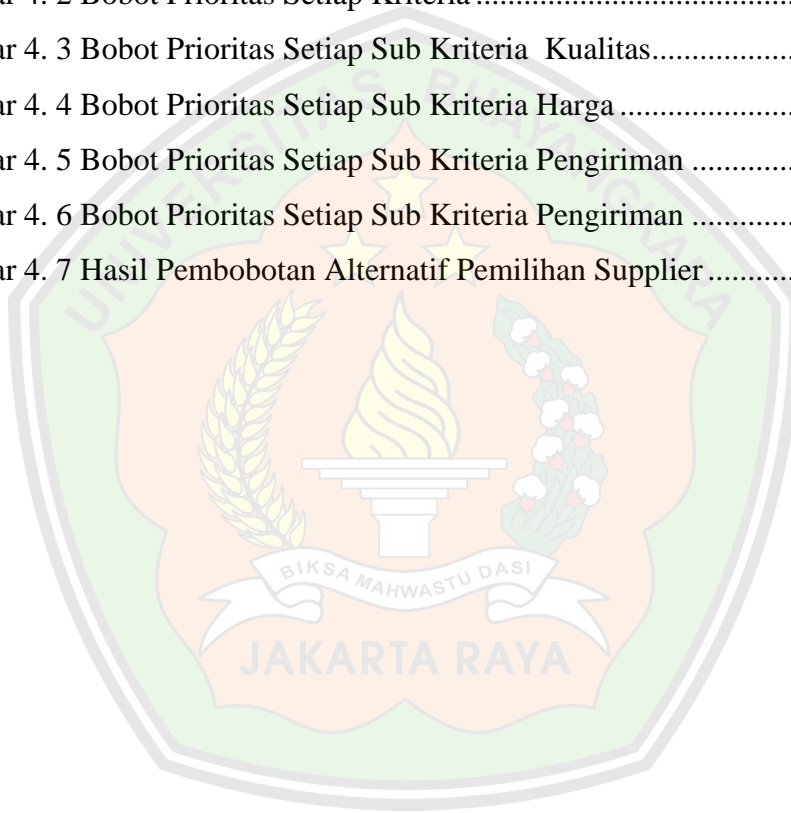 ar 4. 2 Bobot Prioritas Setiap Kriteria ........................................
ar 4. 3 Bobot Prioritas Setiap Sub Kriteria  Kualitas..................
ar 4. 4 Bobot Prioritas Setiap Sub Kriteria Harga ......................
ar 4. 5 Bobot Prioritas Setiap Sub Kriteria Pengiriman .............
ar 4. 6 Bobot Prioritas Setiap Sub Kriteria Pengiriman .............
ar 4. 7 Hasil Pembobotan Alternatif Pemilihan Supplier ...........
UNIVERSITAS BHAYANGKARA
BIKSA MAHWASTU DASI
JAKARTA RAYA